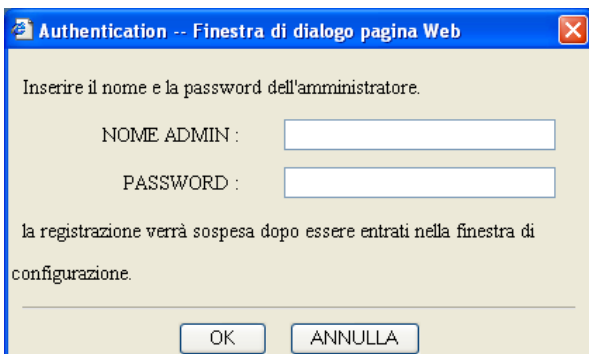 Authentication -- Finestra di dialogo pagina Web
Inserire il nome e la password dell'amministratore.
NOME ADMIN :
PASSWORD :
la registrazione verrà sospesa dopo essere entrati nella finestra di
configurazione.
OK ANNULLA